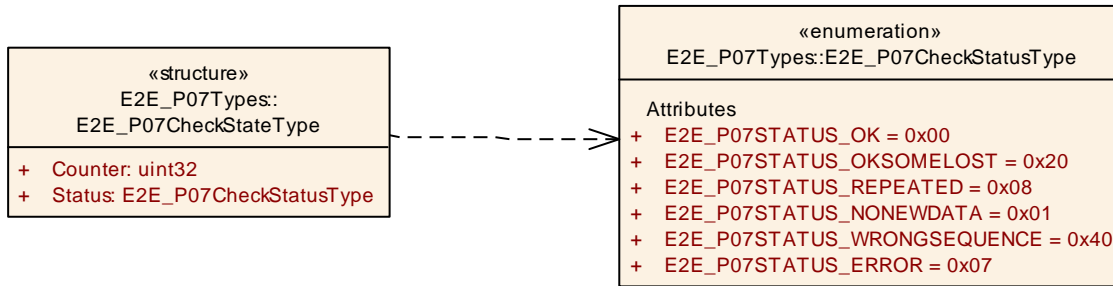 «structure»
E2E_P07Types::
E2E_P07CheckStateType
+ Counter: uint32
+ Status: E2E_P07CheckStatusType
«enumeration»
E2E_P07Types::E2E_P07CheckStatusType
Attributes
+ E2E_P07STATUS_OK = 0x00
+ E2E_P07STATUS_OKSOMELOST = 0x20
+ E2E_P07STATUS_REPEATED = 0x08
+ E2E_P07STATUS_NONEWDATA = 0x01
+ E2E_P07STATUS_WRONGSEQUENCE = 0x40
+ E2E_P07STATUS_ERROR = 0x07